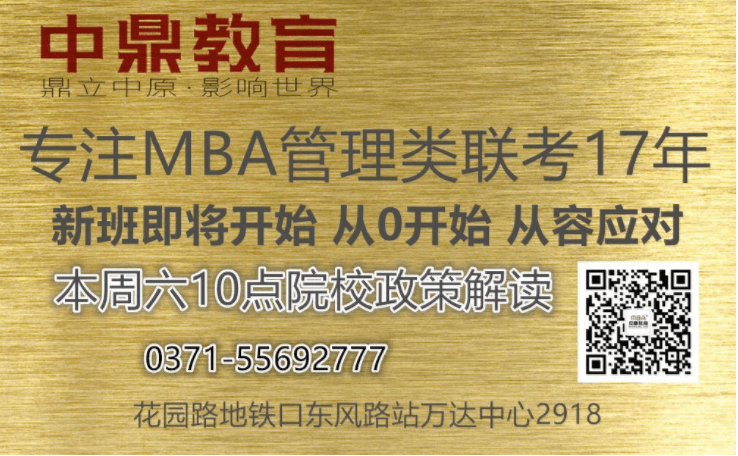 中鼎教育
鼎立中原·影响世界
专注MBA管理类联考17年
新班即将开始 从0开始 从容应对
本周六10点院校政策解读
0371-55692777
花园路地铁口东风路站万达中心2918